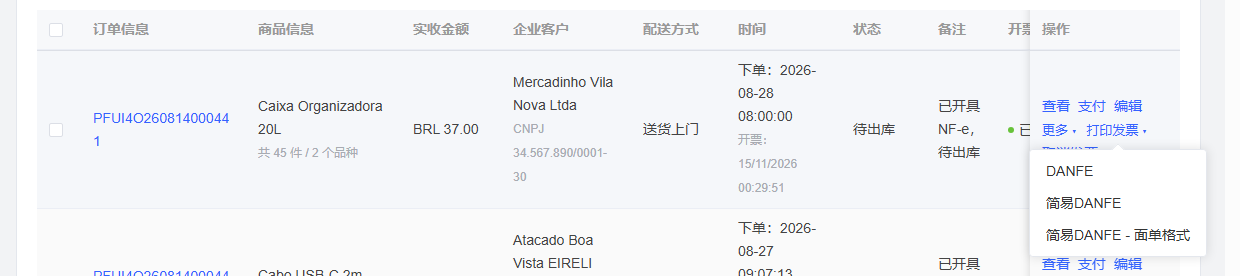 订单信息 商品信息 实收金额 企业客户 配送方式 时间 状态 备注 操作
PFUI4O26081400044
1
Caixa Organizadora
20L
共 45 件 / 2 个品种
BRL 37.00
Mercadinho Vila
Nova Ltda
CNPJ
34.567.890/0001-
30
送货上门
下单：2026-
08-28
08:00:00
开票：
15/11/2026
00:29:51
待出库
已开具
NF-e，
待出库
查看 支付 编辑
更多 打印发票
DANFE
简易DANFE
简易DANFE - 面单格式
PFUI4O26081400044
Cabo USB-C 2m
Atacado Boa
Vista EIRELI
下单：2026-
08-27
09:07:13
已开具
查看 支付 编辑